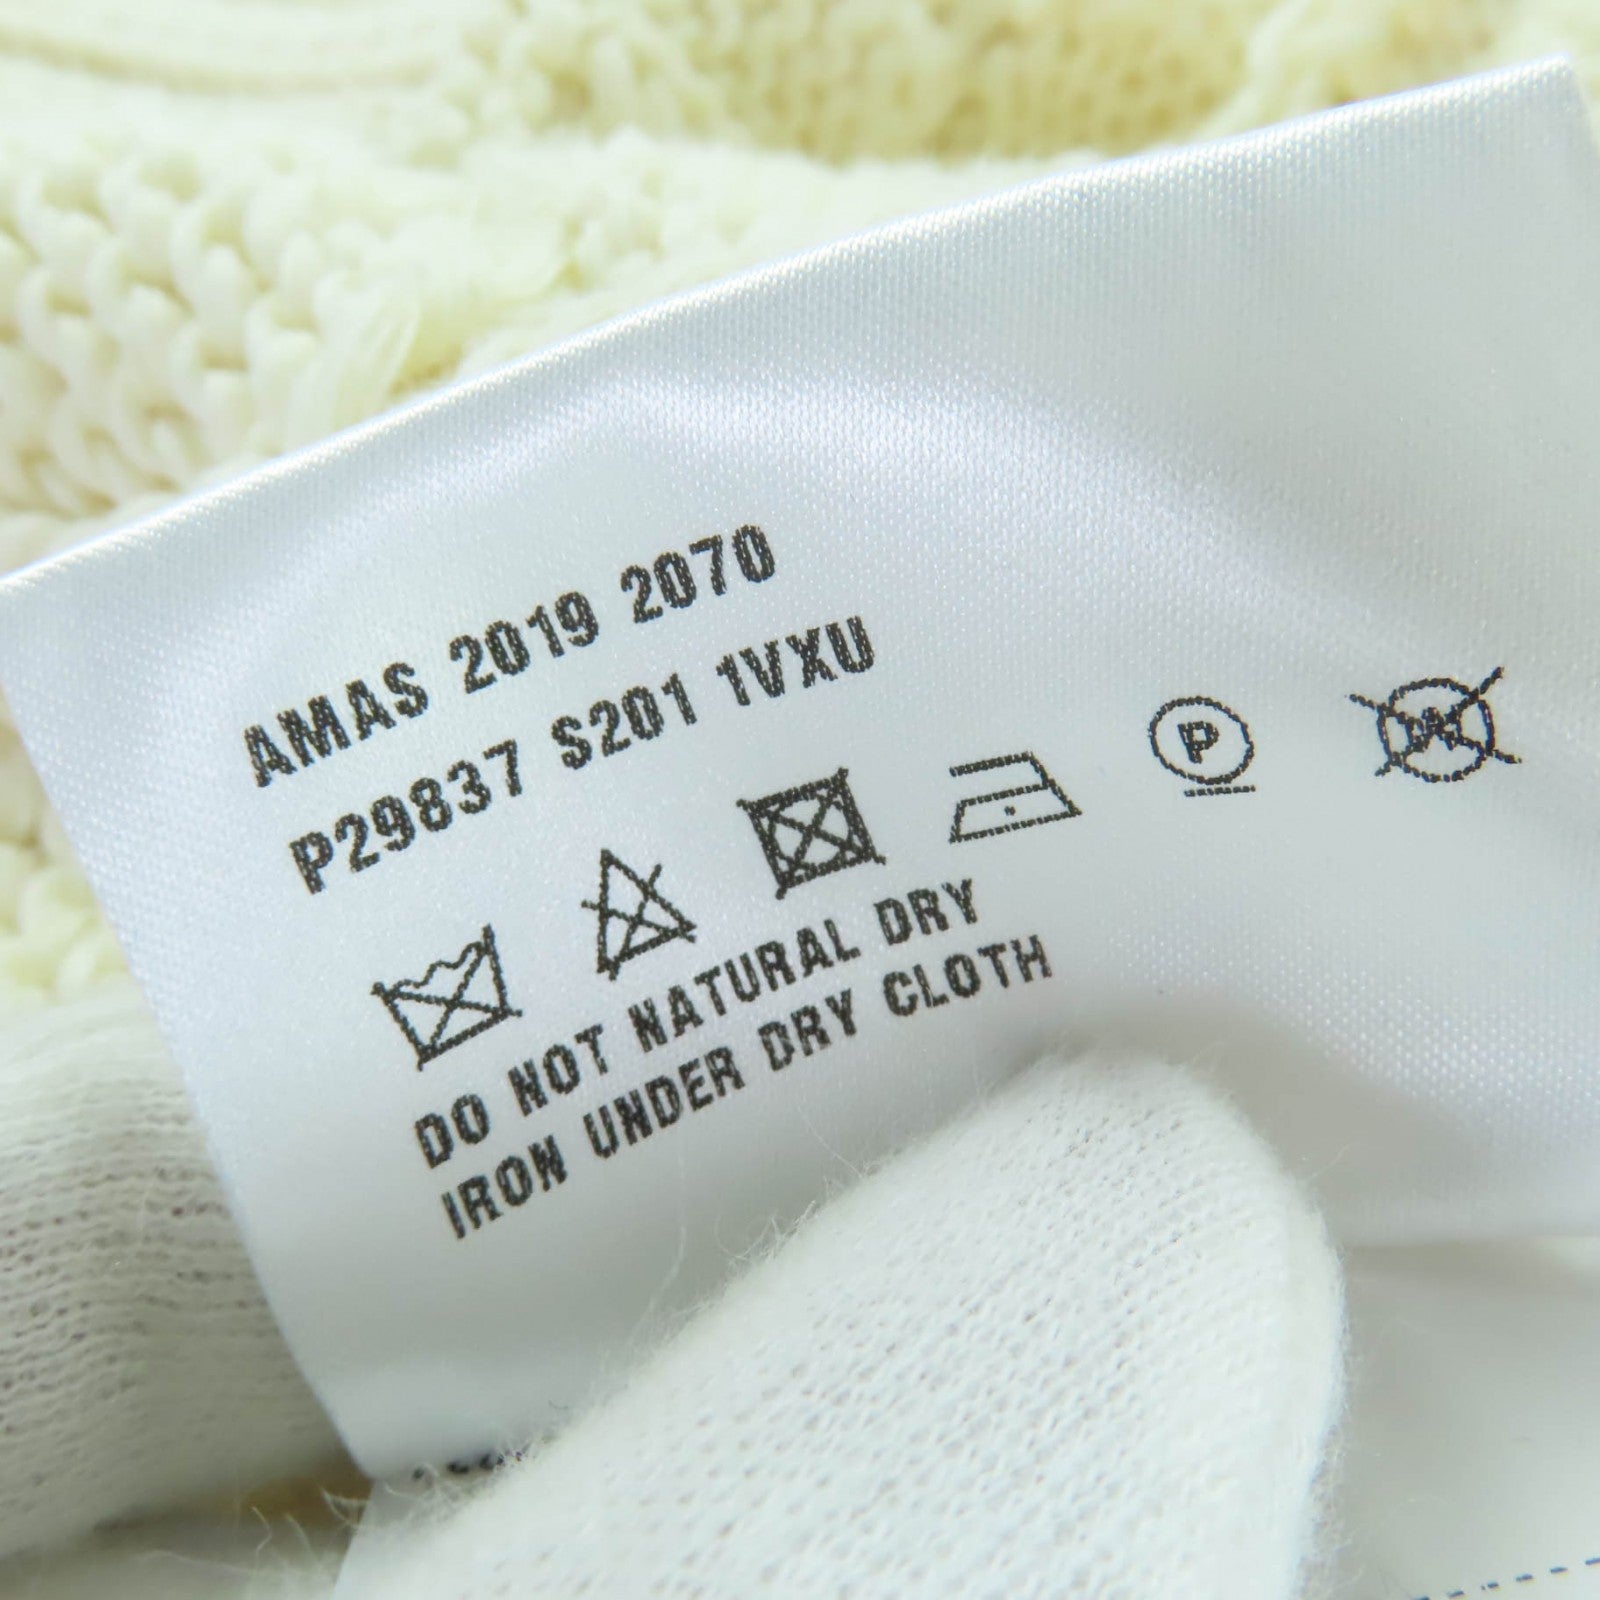 AMAS 2019 2070
P29837 S201 1VXU
P W
DO NOT NATURAL DRY
IRON UNDER DRY CLOTH